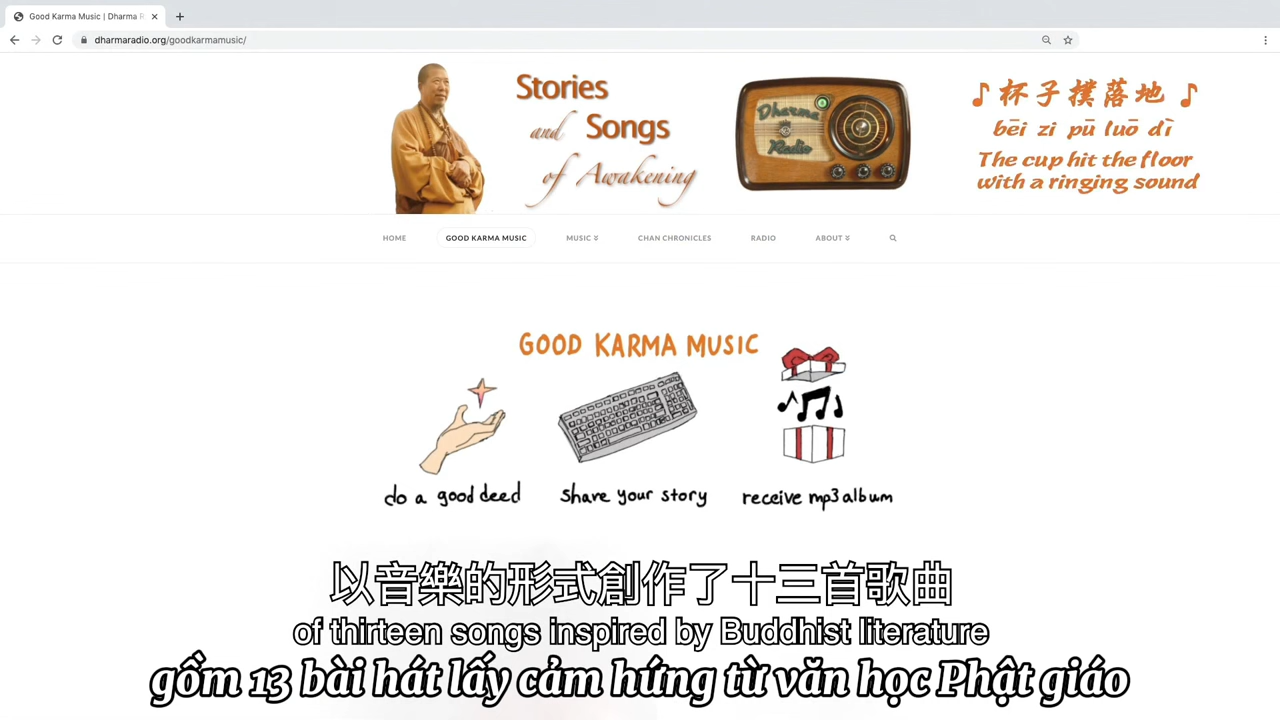 Good Karma Music | Dharma R
dharmaradio.org/goodkarmamusic/
Stories
and Songs
of Awakening
Dharma
Radio
♪ 杯子撲落地 ♪
bēi zi pū luō dì
The cup hit the floor
with a ringing sound
HOME
GOOD KARMA MUSIC
MUSIC
CHAN CHRONICLES
RADIO
ABOUT
GOOD KARMA MUSIC
do a good deed
share your story
receive mp3 album
以音樂的形式創作了十三首歌曲
of thirteen songs inspired by Buddhist literature
gồm 13 bài hát lấy cảm hứng từ văn học Phật giáo